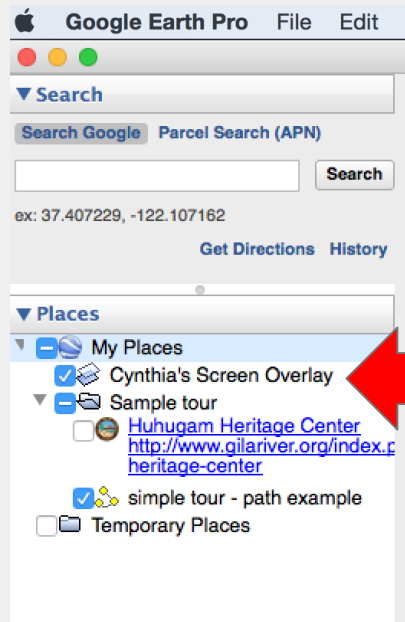 Google Earth Pro File Edit
Search
Search Google Parcel Search (APN)
Search
ex: 37.407229, -122.107162
Get Directions History
Places
My Places
Cynthia's Screen Overlay
Sample tour
Huhugam Heritage Center
http://www.gilariver.org/index.p
heritage-center
simple tour - path example
Temporary Places